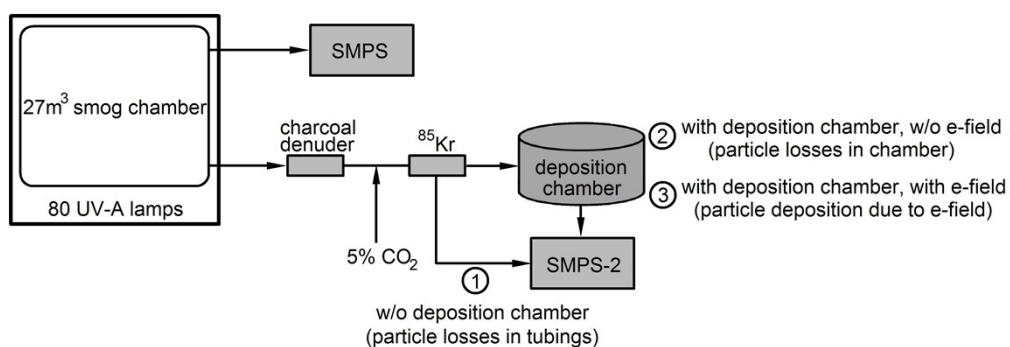 SMPS
27m³ smog chamber
80 UV-A lamps
charcoal
denuder
⁸⁵Kr
5% CO₂
deposition
chamber
② with deposition chamber, w/o e-field
(particle losses in chamber)
③ with deposition chamber, with e-field
(particle deposition due to e-field)
SMPS-2
①
w/o deposition chamber
(particle losses in tubings)